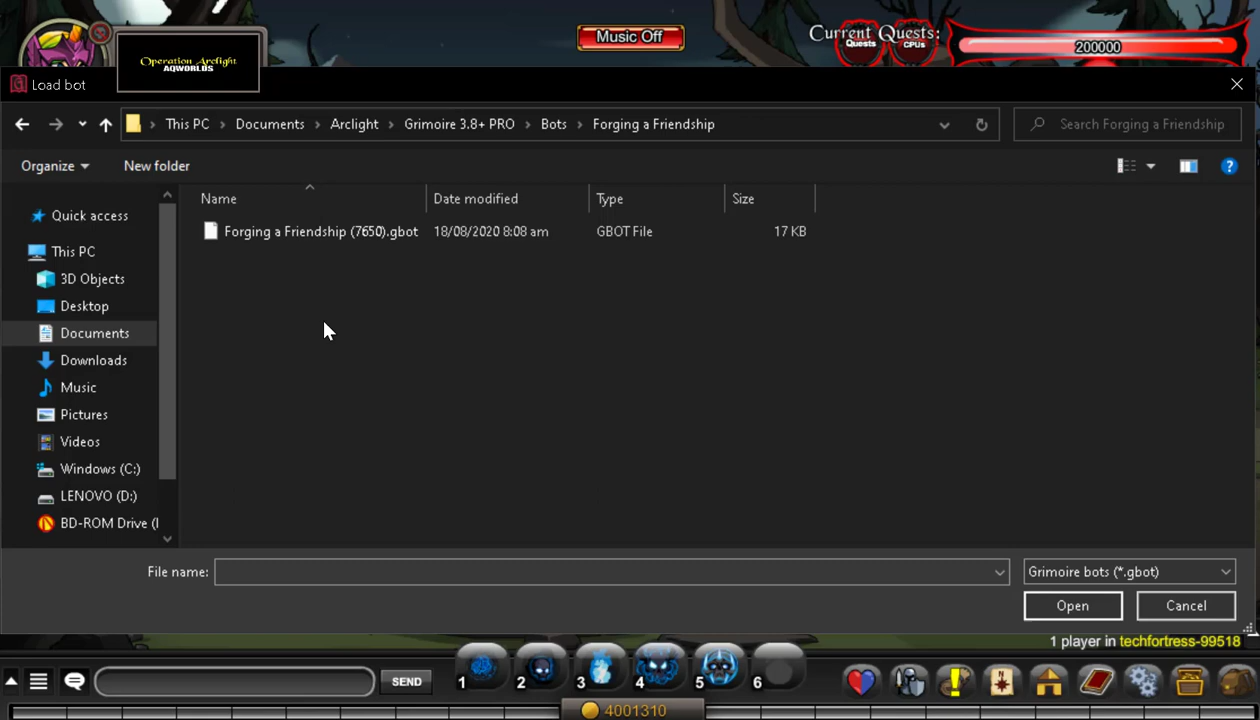 Music Off
Current Quests:
Quests
CPUs
200000
Operation Arclight
AQWORLDS
Load bot
This PC > Documents > Arclight > Grimoire 3.8+ PRO > Bots > Forging a Friendship
Search Forging a Friendship
Organize
New folder
Name
Date modified
Type
Size
Forging a Friendship (7650).gbot
18/08/2020 8:08 am
GBOT File
17 KB
Quick access
This PC
3D Objects
Desktop
Documents
Downloads
Music
Pictures
Videos
Windows (C:)
LENOVO (D:)
BD-ROM Drive (
File name:
Grimoire bots (*.gbot)
Open
Cancel
1 player in techfortress-99518
SEND
1
2
3
4
5
6
4001310